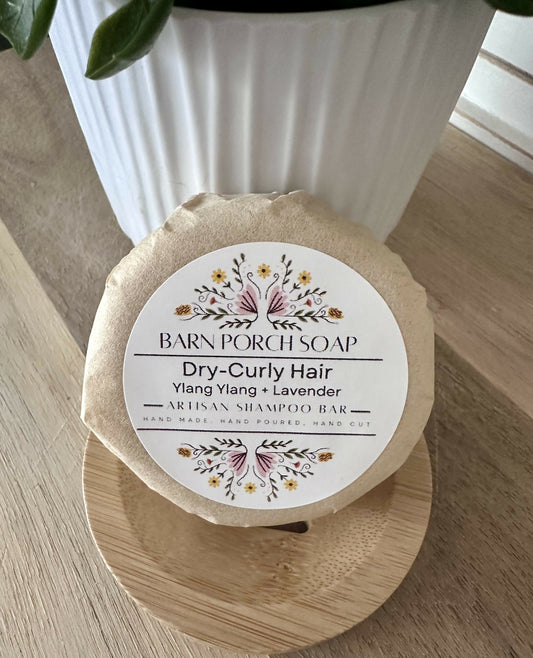 BARN PORCH SOAP
Dry-Curly Hair
Ylang Ylang + Lavender
ARTISAN SHAMPOO BAR
HAND MADE, HAND POURED, HAND CUT